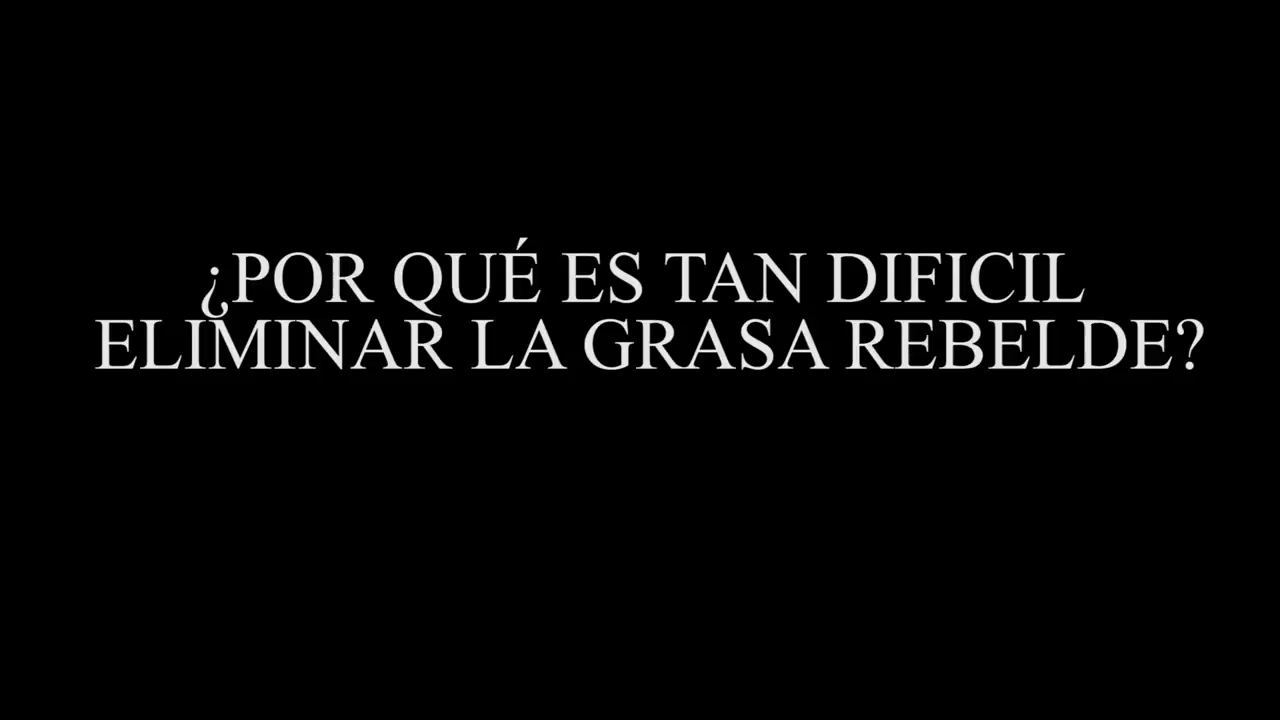 ¿POR QUÉ ES TAN DIFICIL
ELIMINAR LA GRASA REBELDE?